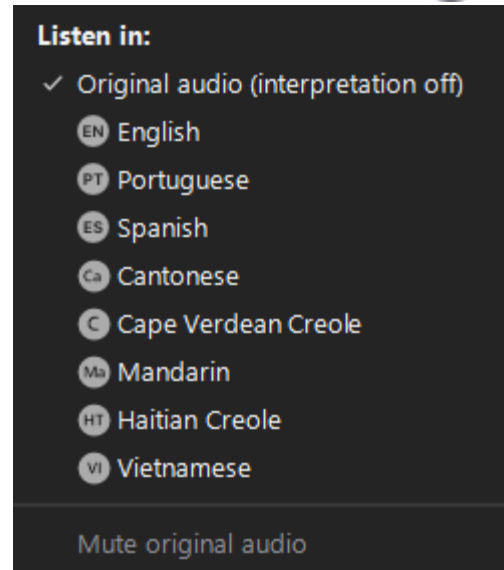 Listen in:
✓ Original audio (interpretation off)
EN English
PT Portuguese
ES Spanish
Ca Cantonese
C Cape Verdean Creole
Ma Mandarin
HT Haitian Creole
VI Vietnamese
Mute original audio